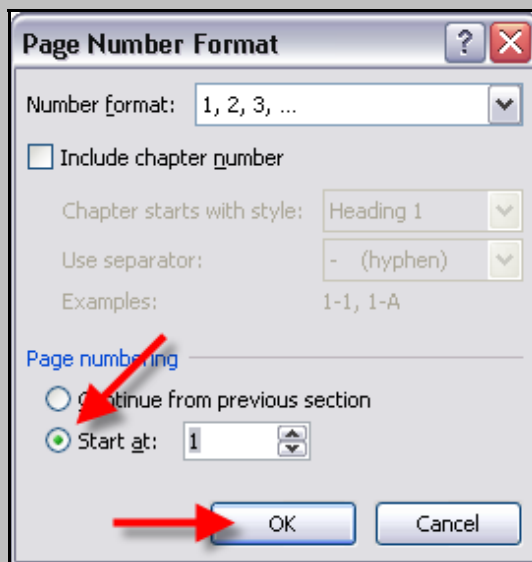 Page Number Format
Number format: 1, 2, 3, ...
Include chapter number
Chapter starts with style: Heading 1
Use separator: - (hyphen)
Examples: 1-1, 1-A
Page numbering
Continue from previous section
Start at: 1
OK Cancel